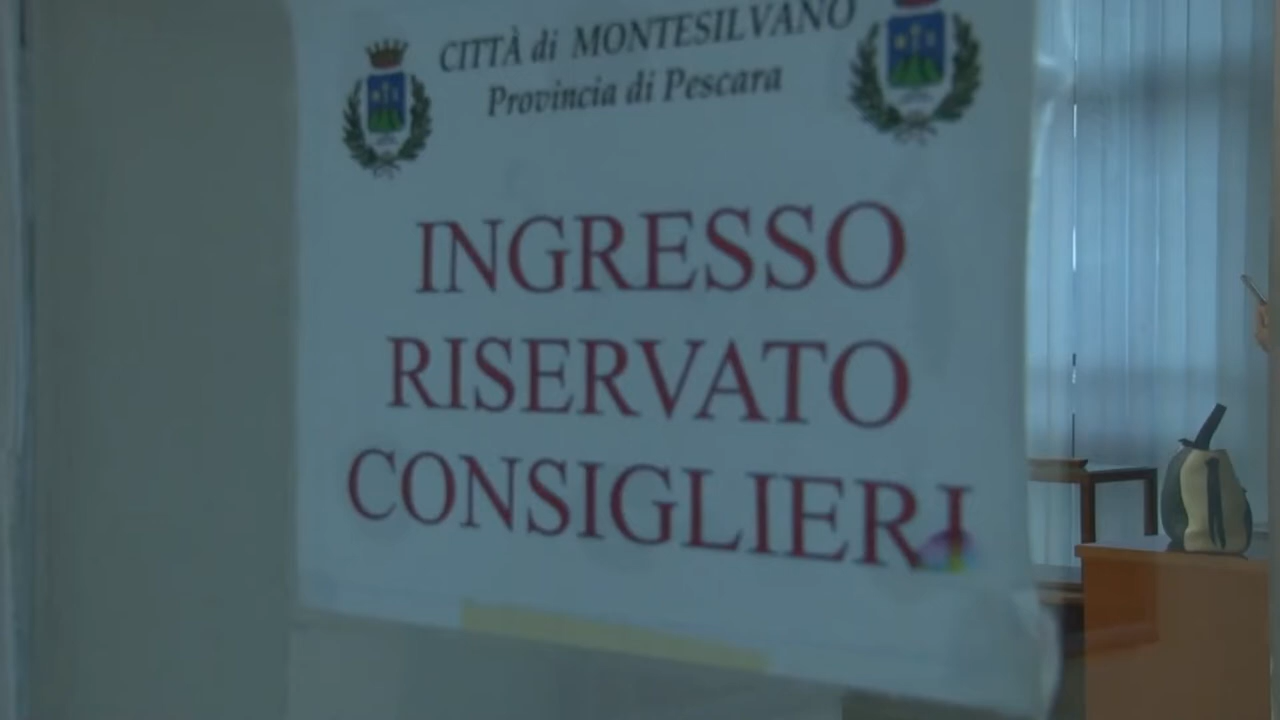 CITTÀ di MONTESILVANO
Provincia di Pescara
INGRESSO
RISERVATO
CONSIGLIERI